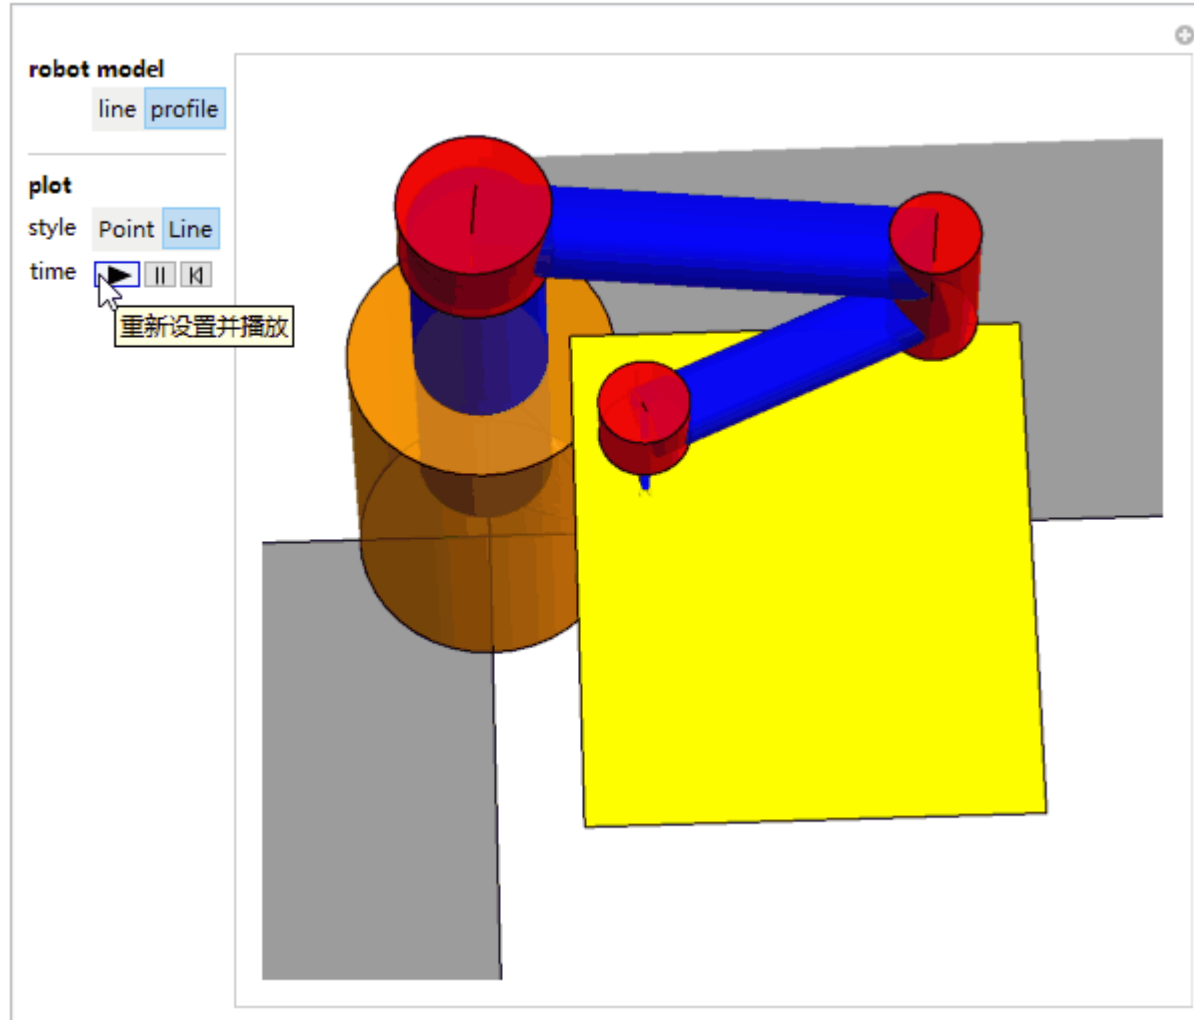 robot model
line profile
plot
style Point Line
time
重新设置并播放